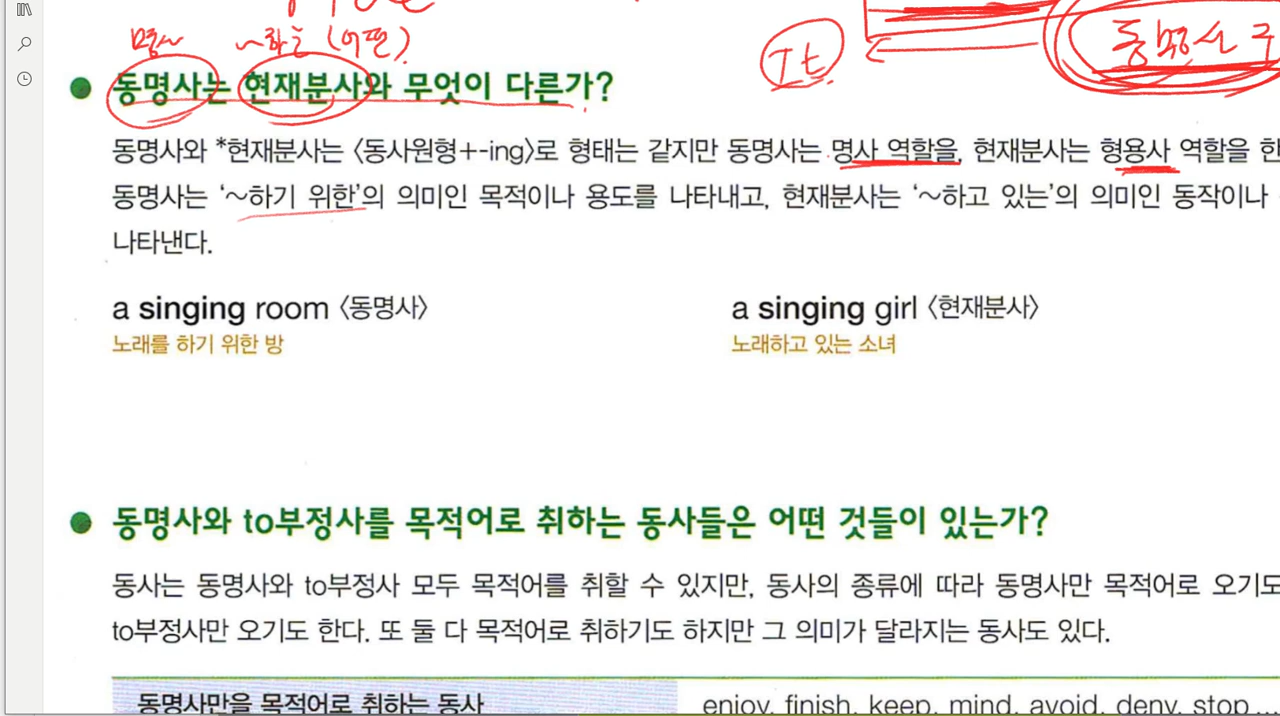 명사 ~하는 (어떤)
It
동명사 주
동명사는 현재분사와 무엇이 다른가?
동명사와 *현재분사는 〈동사원형+-ing〉로 형태는 같지만 동명사는 명사 역할을, 현재분사는 형용사 역할을 한
동명사는 ‘~하기 위한’의 의미인 목적이나 용도를 나타내고, 현재분사는 ‘~하고 있는’의 의미인 동작이나
나타낸다.
a singing room 〈동명사〉 a singing girl 〈현재분사〉
노래를 하기 위한 방 노래하고 있는 소녀
동명사와 to부정사를 목적어로 취하는 동사들은 어떤 것들이 있는가?
동사는 동명사와 to부정사 모두 목적어를 취할 수 있지만, 동사의 종류에 따라 동명사만 목적어로 오기도
to부정사만 오기도 한다. 또 둘 다 목적어로 취하기도 하지만 그 의미가 달라지는 동사도 있다.
동명사만을 목적어로 취하는 동사 enjoy, finish, keep, mind, avoid, deny, stop ...